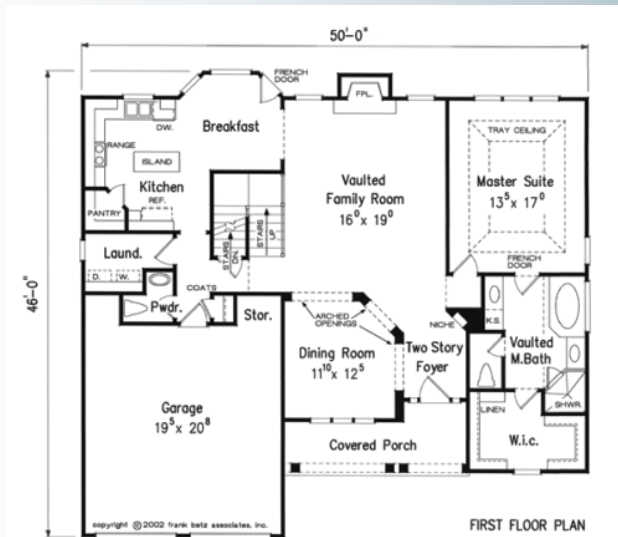 50'-0"
46'-0"
FRENCH
DOOR
FPL.
DW.
Breakfast
RANGE
ISLAND
Kitchen
REF.
PANTRY
Vaulted
Family Room
16⁰ x 19⁰
TRAY CEILING
Master Suite
13⁵ x 17⁰
Laund.
D. W.
STAIRS
DN.
STAIRS
UP
FRENCH
DOOR
COATS
Pwdr.
Stor.
ARCHED
OPENINGS
NICHE
K.S.
Vaulted
M.Bath
Dining Room
11¹⁰ x 12⁵
Two Story
Foyer
SHWR.
LINEN
W.i.c.
Garage
19⁵ x 20⁸
Covered Porch
copyright © 2002 frank betz associates, inc.
FIRST FLOOR PLAN